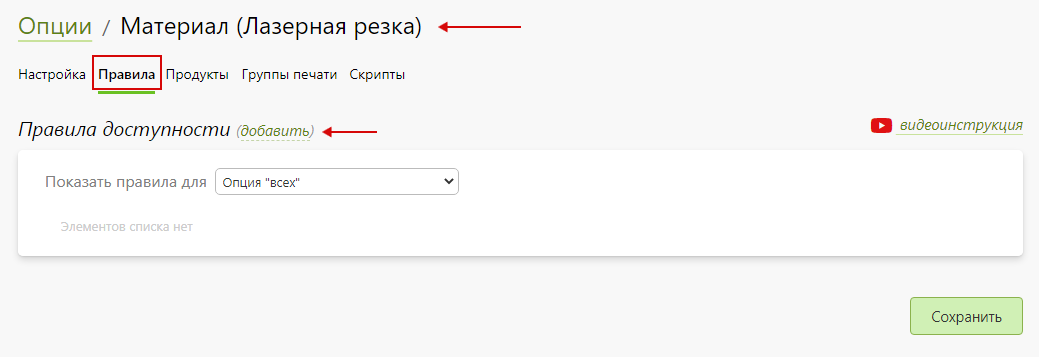 Опции / Материал (Лазерная резка)
Настройка Правила Продукты Группы печати Скрипты
Правила доступности (добавить)
видеоинструкция
Показать правила для Опция "всех"
Элементов списка нет
Сохранить